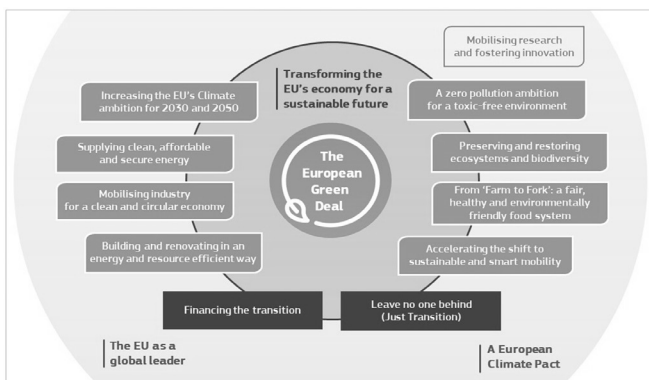 Mobilising research
and fostering innovation
Transforming the
EU's economy for a
sustainable future
Increasing the EU's Climate
ambition for 2030 and 2050
A zero pollution ambition
for a toxic-free environment
Supplying clean, affordable
and secure energy
Preserving and restoring
ecosystems and biodiversity
The
European
Green
Deal
Mobilising industry
for a clean and circular economy
From 'Farm to Fork': a fair,
healthy and environmentally
friendly food system
Building and renovating in an
energy and resource efficient way
Accelerating the shift to
sustainable and smart mobility
Financing the transition
Leave no one behind
(Just Transition)
The EU as a
global leader
A European
Climate Pact